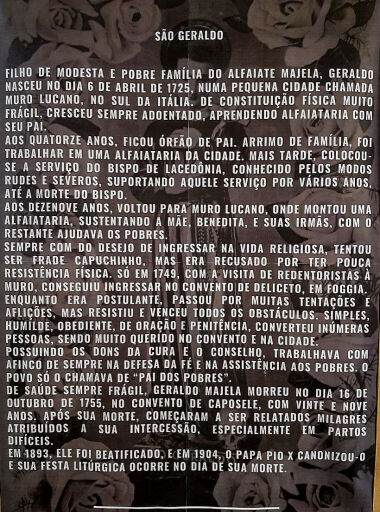 SÃO GERALDO
FILHO DE MODESTA E POBRE FAMÍLIA DO ALFAIATE MAJELA, GERALDO
NASCEU NO DIA 6 DE ABRIL DE 1725, NUMA PEQUENA CIDADE CHAMADA
MURO LUCANO, NO SUL DA ITÁLIA. DE CONSTITUIÇÃO FÍSICA MUITO
FRÁGIL, CRESCEU SEMPRE ADOENTADO, APRENDENDO ALFAIATARIA COM
SEU PAI.
AOS QUATORZE ANOS, FICOU ÓRFÃO DE PAI. ARRIMO DE FAMÍLIA, FOI
TRABALHAR EM UMA ALFAIATARIA DA CIDADE. MAIS TARDE, COLOCOU-
SE A SERVIÇO DO BISPO DE LACEDÔNIA, CONHECIDO PELOS MODOS
RUDES E SEVEROS, SUPORTANDO AQUELE SERVIÇO POR VÁRIOS ANOS,
ATÉ A MORTE DO BISPO.
AOS DEZENOVE ANOS, VOLTOU PARA MURO LUCANO, ONDE MONTOU UMA
ALFAIATARIA, SUSTENTANDO A MÃE, BENEDITA, E SUAS IRMÃS, COM O
RESTANTE AJUDAVA OS POBRES.
SEMPRE COM DO DESEJO DE INGRESSAR NA VIDA RELIGIOSA, TENTOU
SER FRADE CAPUCHINHO, MAS ERA RECUSADO POR TER POUCA
RESISTÊNCIA FÍSICA. SÓ EM 1749, COM A VISITA DE REDENTORISTAS À
MURO, CONSEGUIU INGRESSAR NO CONVENTO DE DELICETO, EM FOGGIA.
ENQUANTO ERA POSTULANTE, PASSOU POR MUITAS TENTAÇÕES E
AFLIÇÕES, MAS RESISTIU E VENCEU TODOS OS OBSTÁCULOS. SIMPLES,
HUMILDE, OBEDIENTE, DE ORAÇÃO E PENITÊNCIA, CONVERTEU INÚMERAS
PESSOAS, SENDO MUITO QUERIDO NO CONVENTO E NA CIDADE.
POSSUINDO OS DONS DA CURA E O CONSELHO, TRABALHAVA COM
AFINCO DE SEMPRE NA DEFESA DA FÉ E NA ASSISTÊNCIA AOS POBRES. O
POVO SÓ O CHAMAVA DE "PAI DOS POBRES".
DE SAÚDE SEMPRE FRÁGIL, GERALDO MAJELA MORREU NO DIA 16 DE
OUTUBRO DE 1755, NO CONVENTO DE CAPOSELE, COM VINTE E NOVE
ANOS. APÓS SUA MORTE, COMEÇARAM A SER RELATADOS MILAGRES
ATRIBUÍDOS À SUA INTERCESSÃO, ESPECIALMENTE EM PARTOS
DIFÍCEIS.
EM 1893, ELE FOI BEATIFICADO, E EM 1904, O PAPA PIO X CANONIZOU-O
E SUA FESTA LITÚRGICA OCORRE NO DIA DE SUA MORTE.